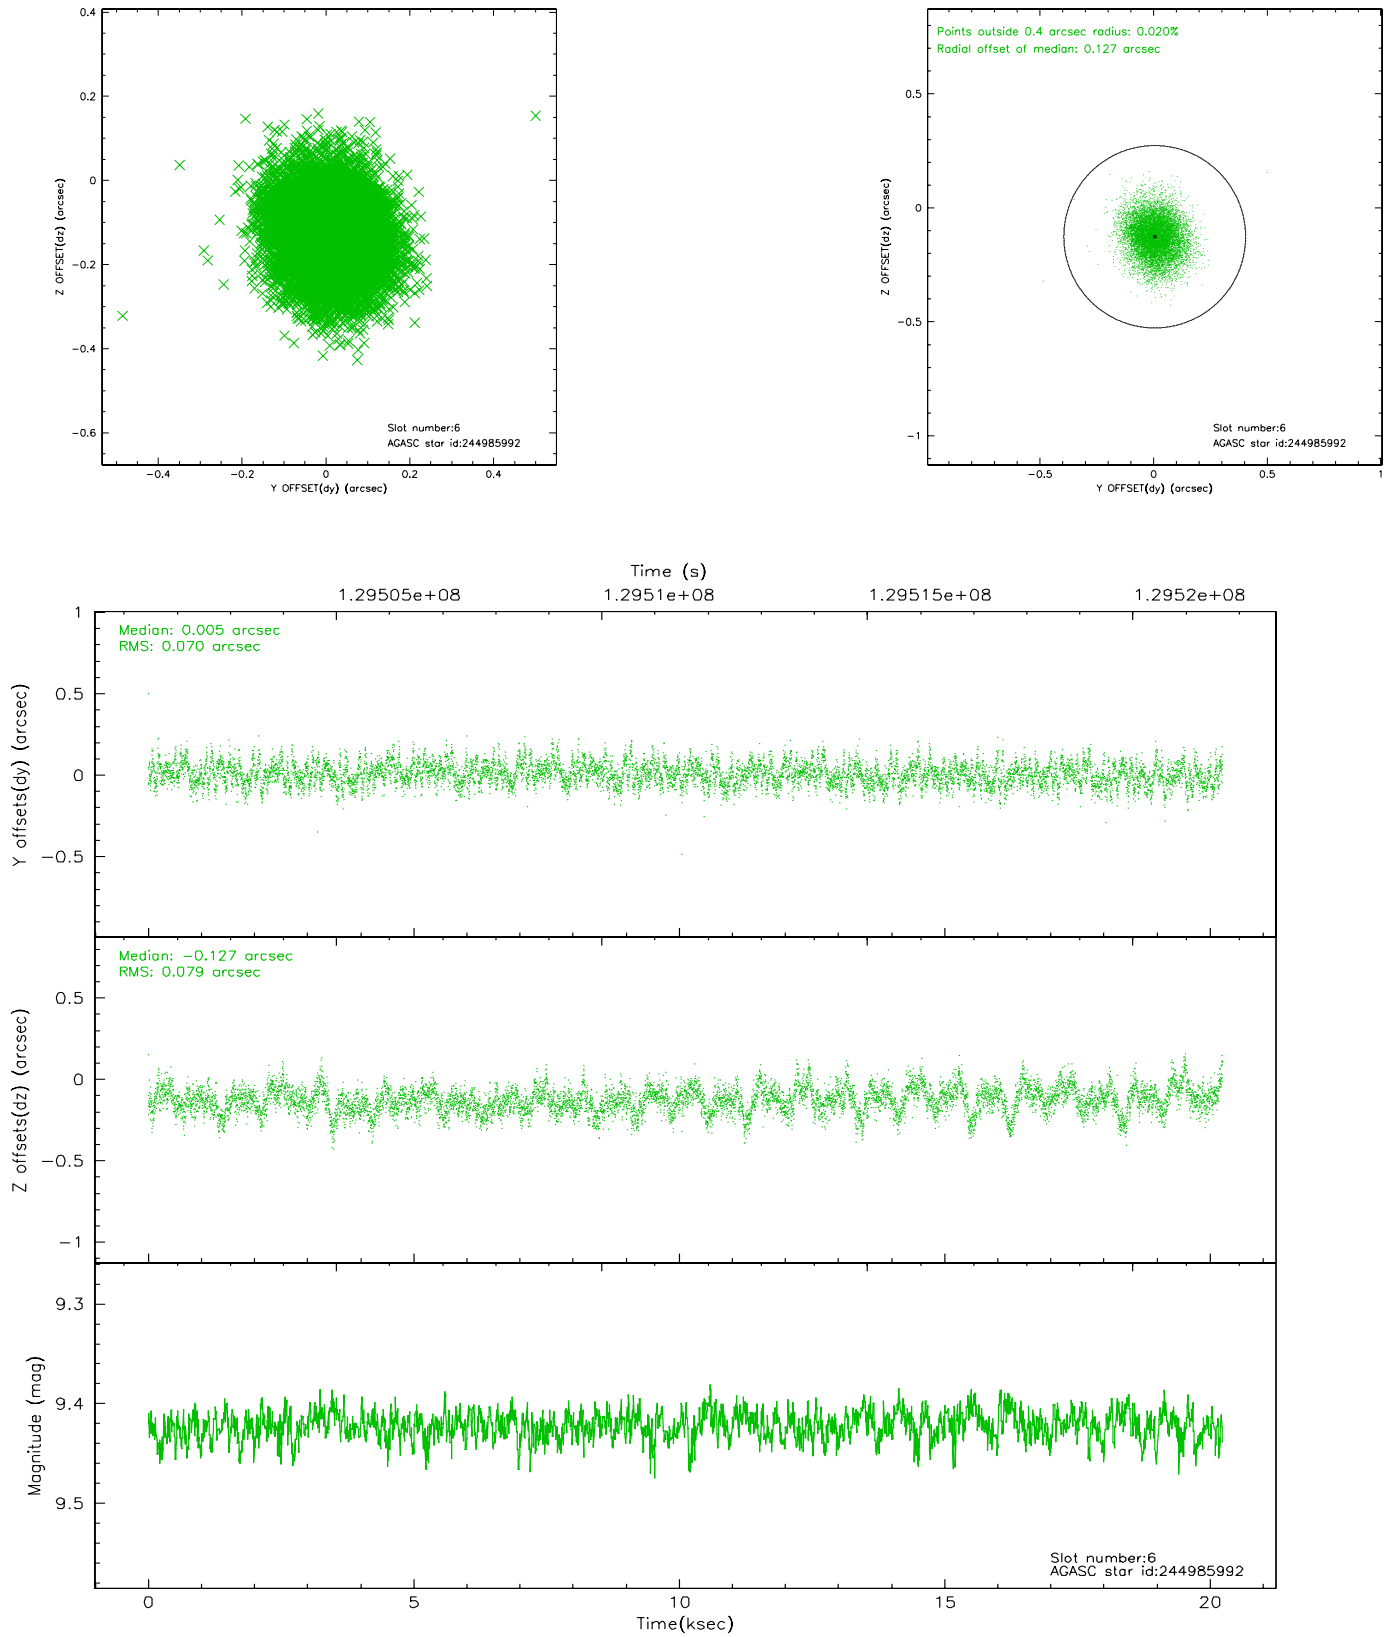 0.4
0.2
0
−0.2
−0.4
−0.6
Z OFFSET(dz) (arcsec)
−0.4
−0.2
0
0.2
0.4
Y OFFSET(dy) (arcsec)
Slot number:6
AGASC star id:244985992
Points outside 0.4 arcsec radius: 0.020%
Radial offset of median: 0.127 arcsec
0.5
0
−0.5
−1
Z OFFSET(dz) (arcsec)
−0.5
0
0.5
1
Y OFFSET(dy) (arcsec)
Slot number:6
AGASC star id:244985992
Time (s)
1.29505e+08
1.2951e+08
1.29515e+08
1.2952e+08
Median: 0.005 arcsec
RMS: 0.070 arcsec
1
0.5
0
−0.5
Y offsets(dy) (arcsec)
Median: −0.127 arcsec
RMS: 0.079 arcsec
0.5
0
−0.5
−1
Z offsets(dz) (arcsec)
9.3
9.4
9.5
Magnitude (mag)
Slot number:6
AGASC star id:244985992
0
5
10
15
20
Time(ksec)